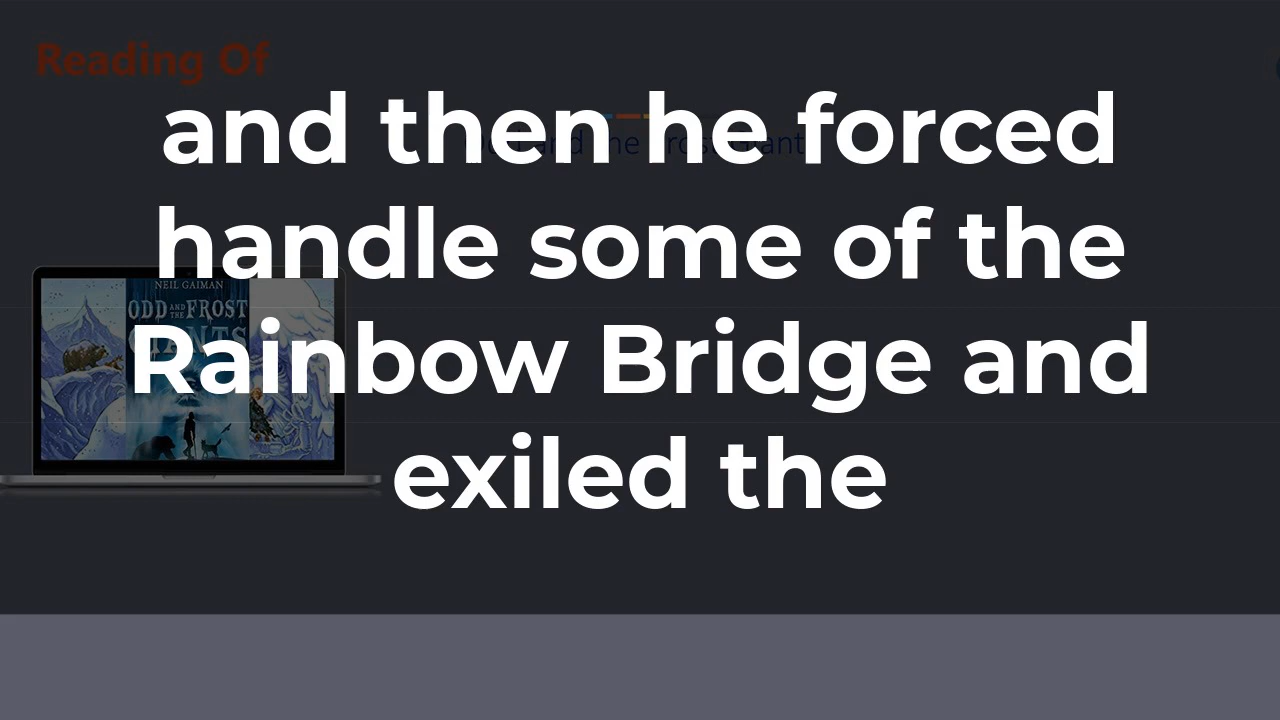 Reading Of
and then he forced
handle some of the
Rainbow Bridge and
exiled the
NEIL GAIMAN
ODD AND THE FROST
GIANTS